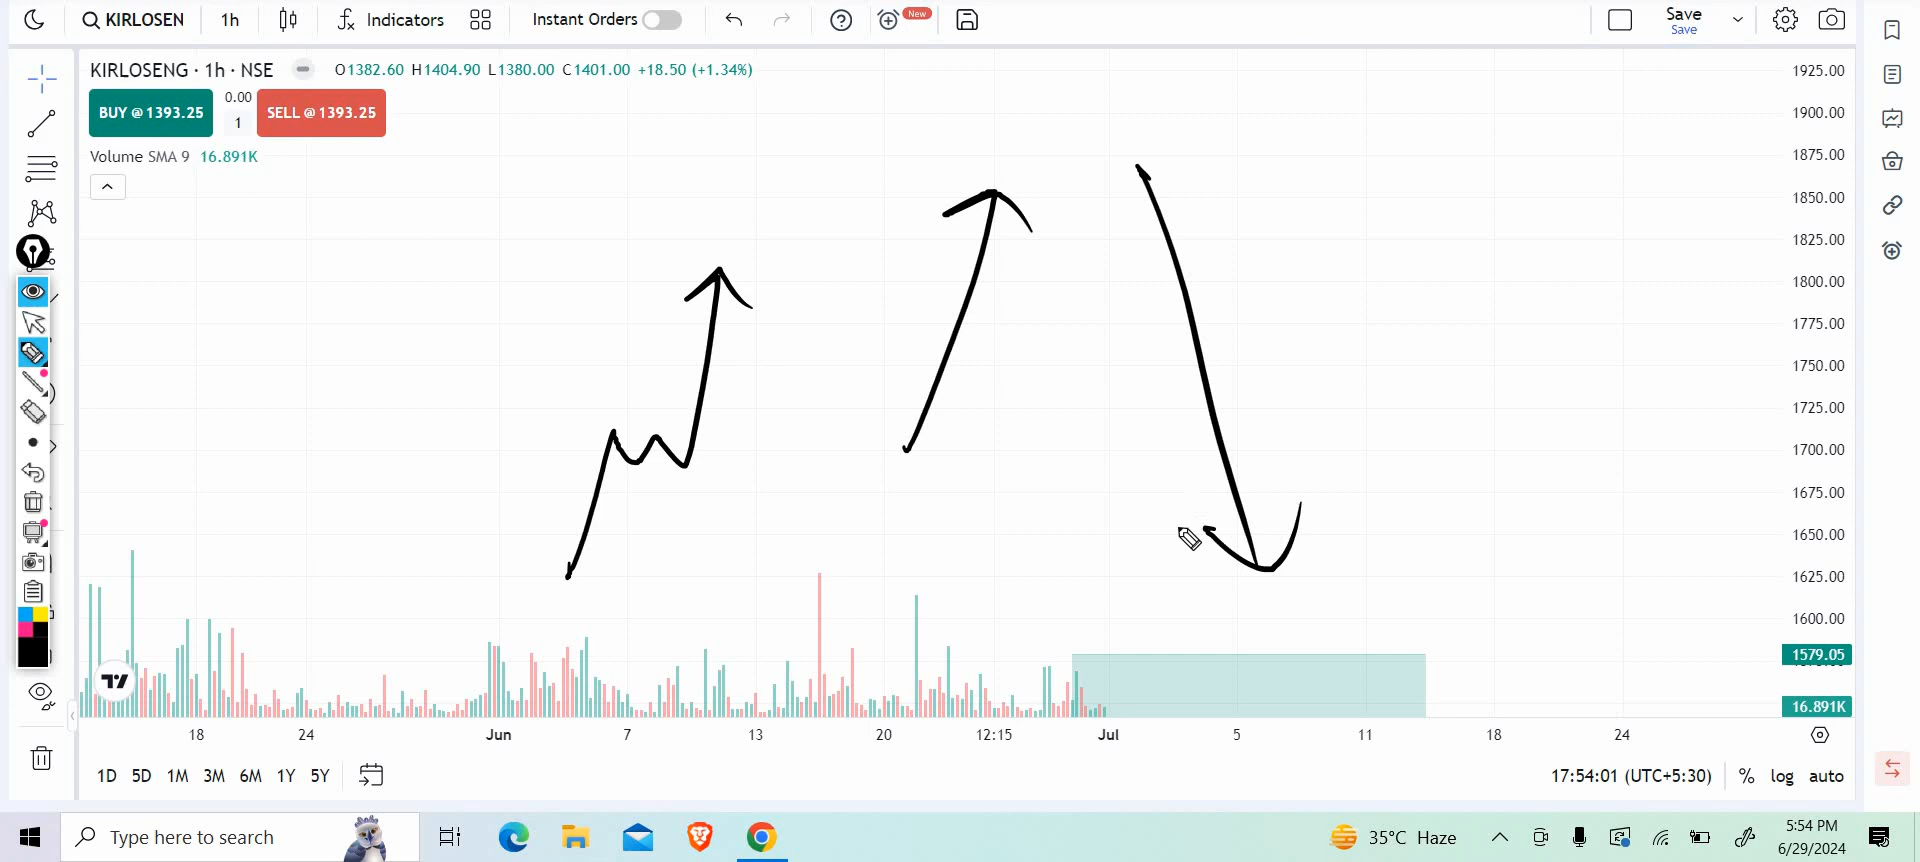 KIRLOSEN 1h Indicators Instant Orders New Save
Save
KIRLOSENG · 1h · NSE O1382.60 H1404.90 L1380.00 C1401.00 +18.50 (+1.34%)
BUY @ 1393.25 0.00 SELL @ 1393.25
1
Volume SMA 9 16.891K
1925.00
1900.00
1875.00
1850.00
1825.00
1800.00
1775.00
1750.00
1725.00
1700.00
1675.00
1650.00
1625.00
1600.00
1579.05
16.891K
18 24 Jun 7 13 20 12:15 Jul 5 11 18 24
1D 5D 1M 3M 6M 1Y 5Y 17:54:01 (UTC+5:30) % log auto
Type here to search 35°C Haze 5:54 PM
6/29/2024